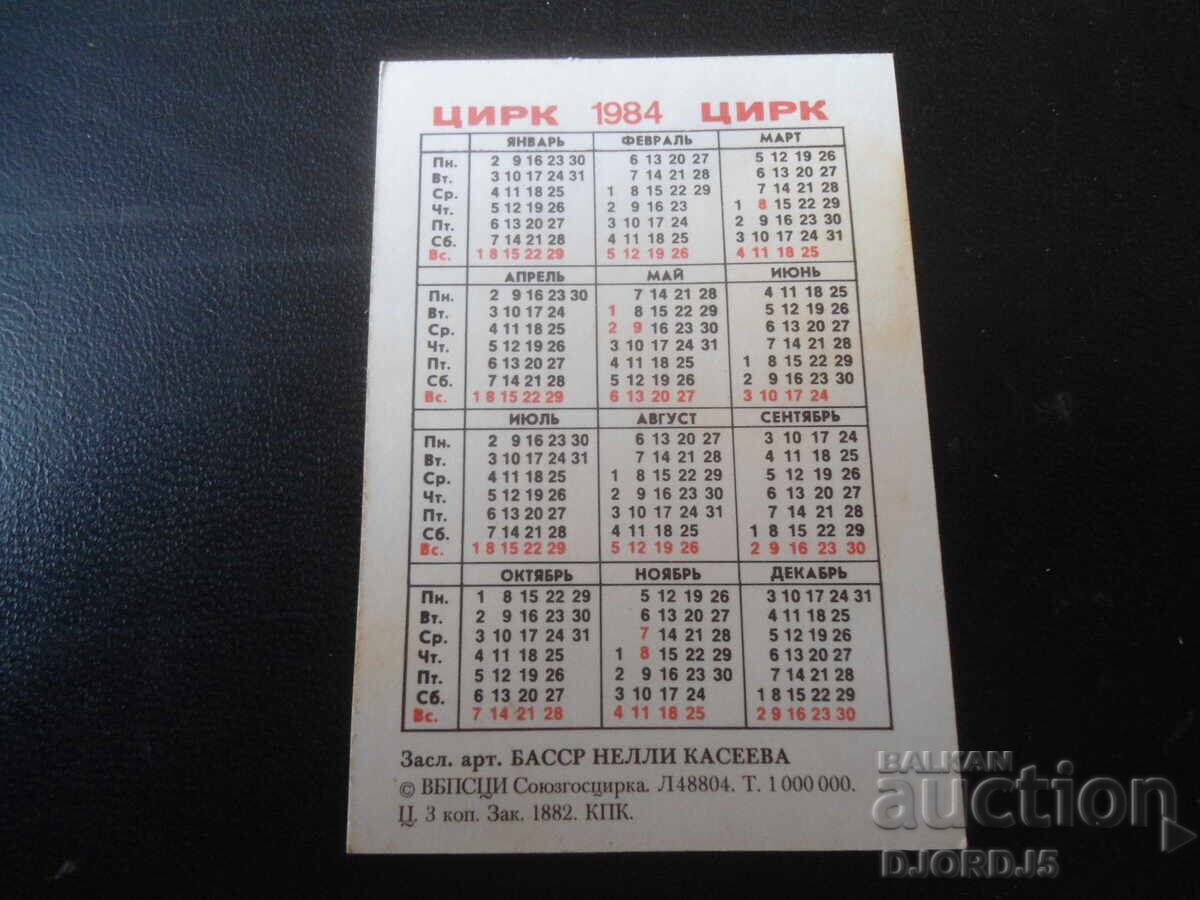 ЦИРК 1984 ЦИРК
ЯНВАРЬ ФЕВРАЛЬ МАРТ
Пн. 2 9 16 23 30 6 13 20 27 5 12 19 26
Вт. 3 10 17 24 31 7 14 21 28 6 13 20 27
Ср. 4 11 18 25 1 8 15 22 29 7 14 21 28
Чт. 5 12 19 26 2 9 16 23 1 8 15 22 29
Пт. 6 13 20 27 3 10 17 24 2 9 16 23 30
Сб. 7 14 21 28 4 11 18 25 3 10 17 24 31
Вс. 1 8 15 22 29 5 12 19 26 4 11 18 25
АПРЕЛЬ МАЙ ИЮНЬ
Пн. 2 9 16 23 30 7 14 21 28 4 11 18 25
Вт. 3 10 17 24 1 8 15 22 29 5 12 19 26
Ср. 4 11 18 25 2 9 16 23 30 6 13 20 27
Чт. 5 12 19 26 3 10 17 24 31 7 14 21 28
Пт. 6 13 20 27 4 11 18 25 1 8 15 22 29
Сб. 7 14 21 28 5 12 19 26 2 9 16 23 30
Вс. 1 8 15 22 29 6 13 20 27 3 10 17 24
ИЮЛЬ АВГУСТ СЕНТЯБРЬ
Пн. 2 9 16 23 30 6 13 20 27 3 10 17 24
Вт. 3 10 17 24 31 7 14 21 28 4 11 18 25
Ср. 4 11 18 25 1 8 15 22 29 5 12 19 26
Чт. 5 12 19 26 2 9 16 23 30 6 13 20 27
Пт. 6 13 20 27 3 10 17 24 31 7 14 21 28
Сб. 7 14 21 28 4 11 18 25 1 8 15 22 29
Вс. 1 8 15 22 29 5 12 19 26 2 9 16 23 30
ОКТЯБРЬ НОЯБРЬ ДЕКАБРЬ
Пн. 1 8 15 22 29 5 12 19 26 3 10 17 24 31
Вт. 2 9 16 23 30 6 13 20 27 4 11 18 25
Ср. 3 10 17 24 31 7 14 21 28 5 12 19 26
Чт. 4 11 18 25 1 8 15 22 29 6 13 20 27
Пт. 5 12 19 26 2 9 16 23 30 7 14 21 28
Сб. 6 13 20 27 3 10 17 24 1 8 15 22 29
Вс. 7 14 21 28 4 11 18 25 2 9 16 23 30
Засл. арт. БАССР НЕЛЛИ КАСЕЕВА
© ВБПСЦИ Союзгосцирка. Л48804. Т. 1 000 000.
Ц. 3 коп. Зак. 1882. КПК.
BALKAN
auction
DJORDJ5